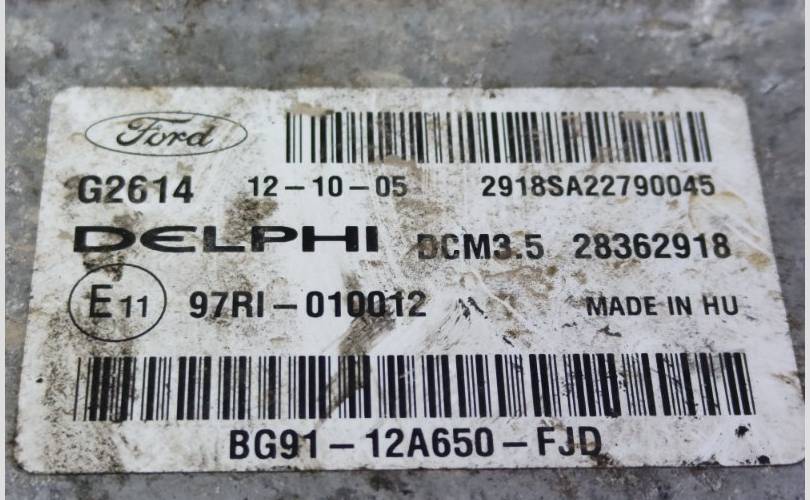 Ford
G2614 12-10-05 2918SA22790045
DELPHI DCM3.5 28362918
E11 97RI-010012 MADE IN HU
BG91-12A650-FJD